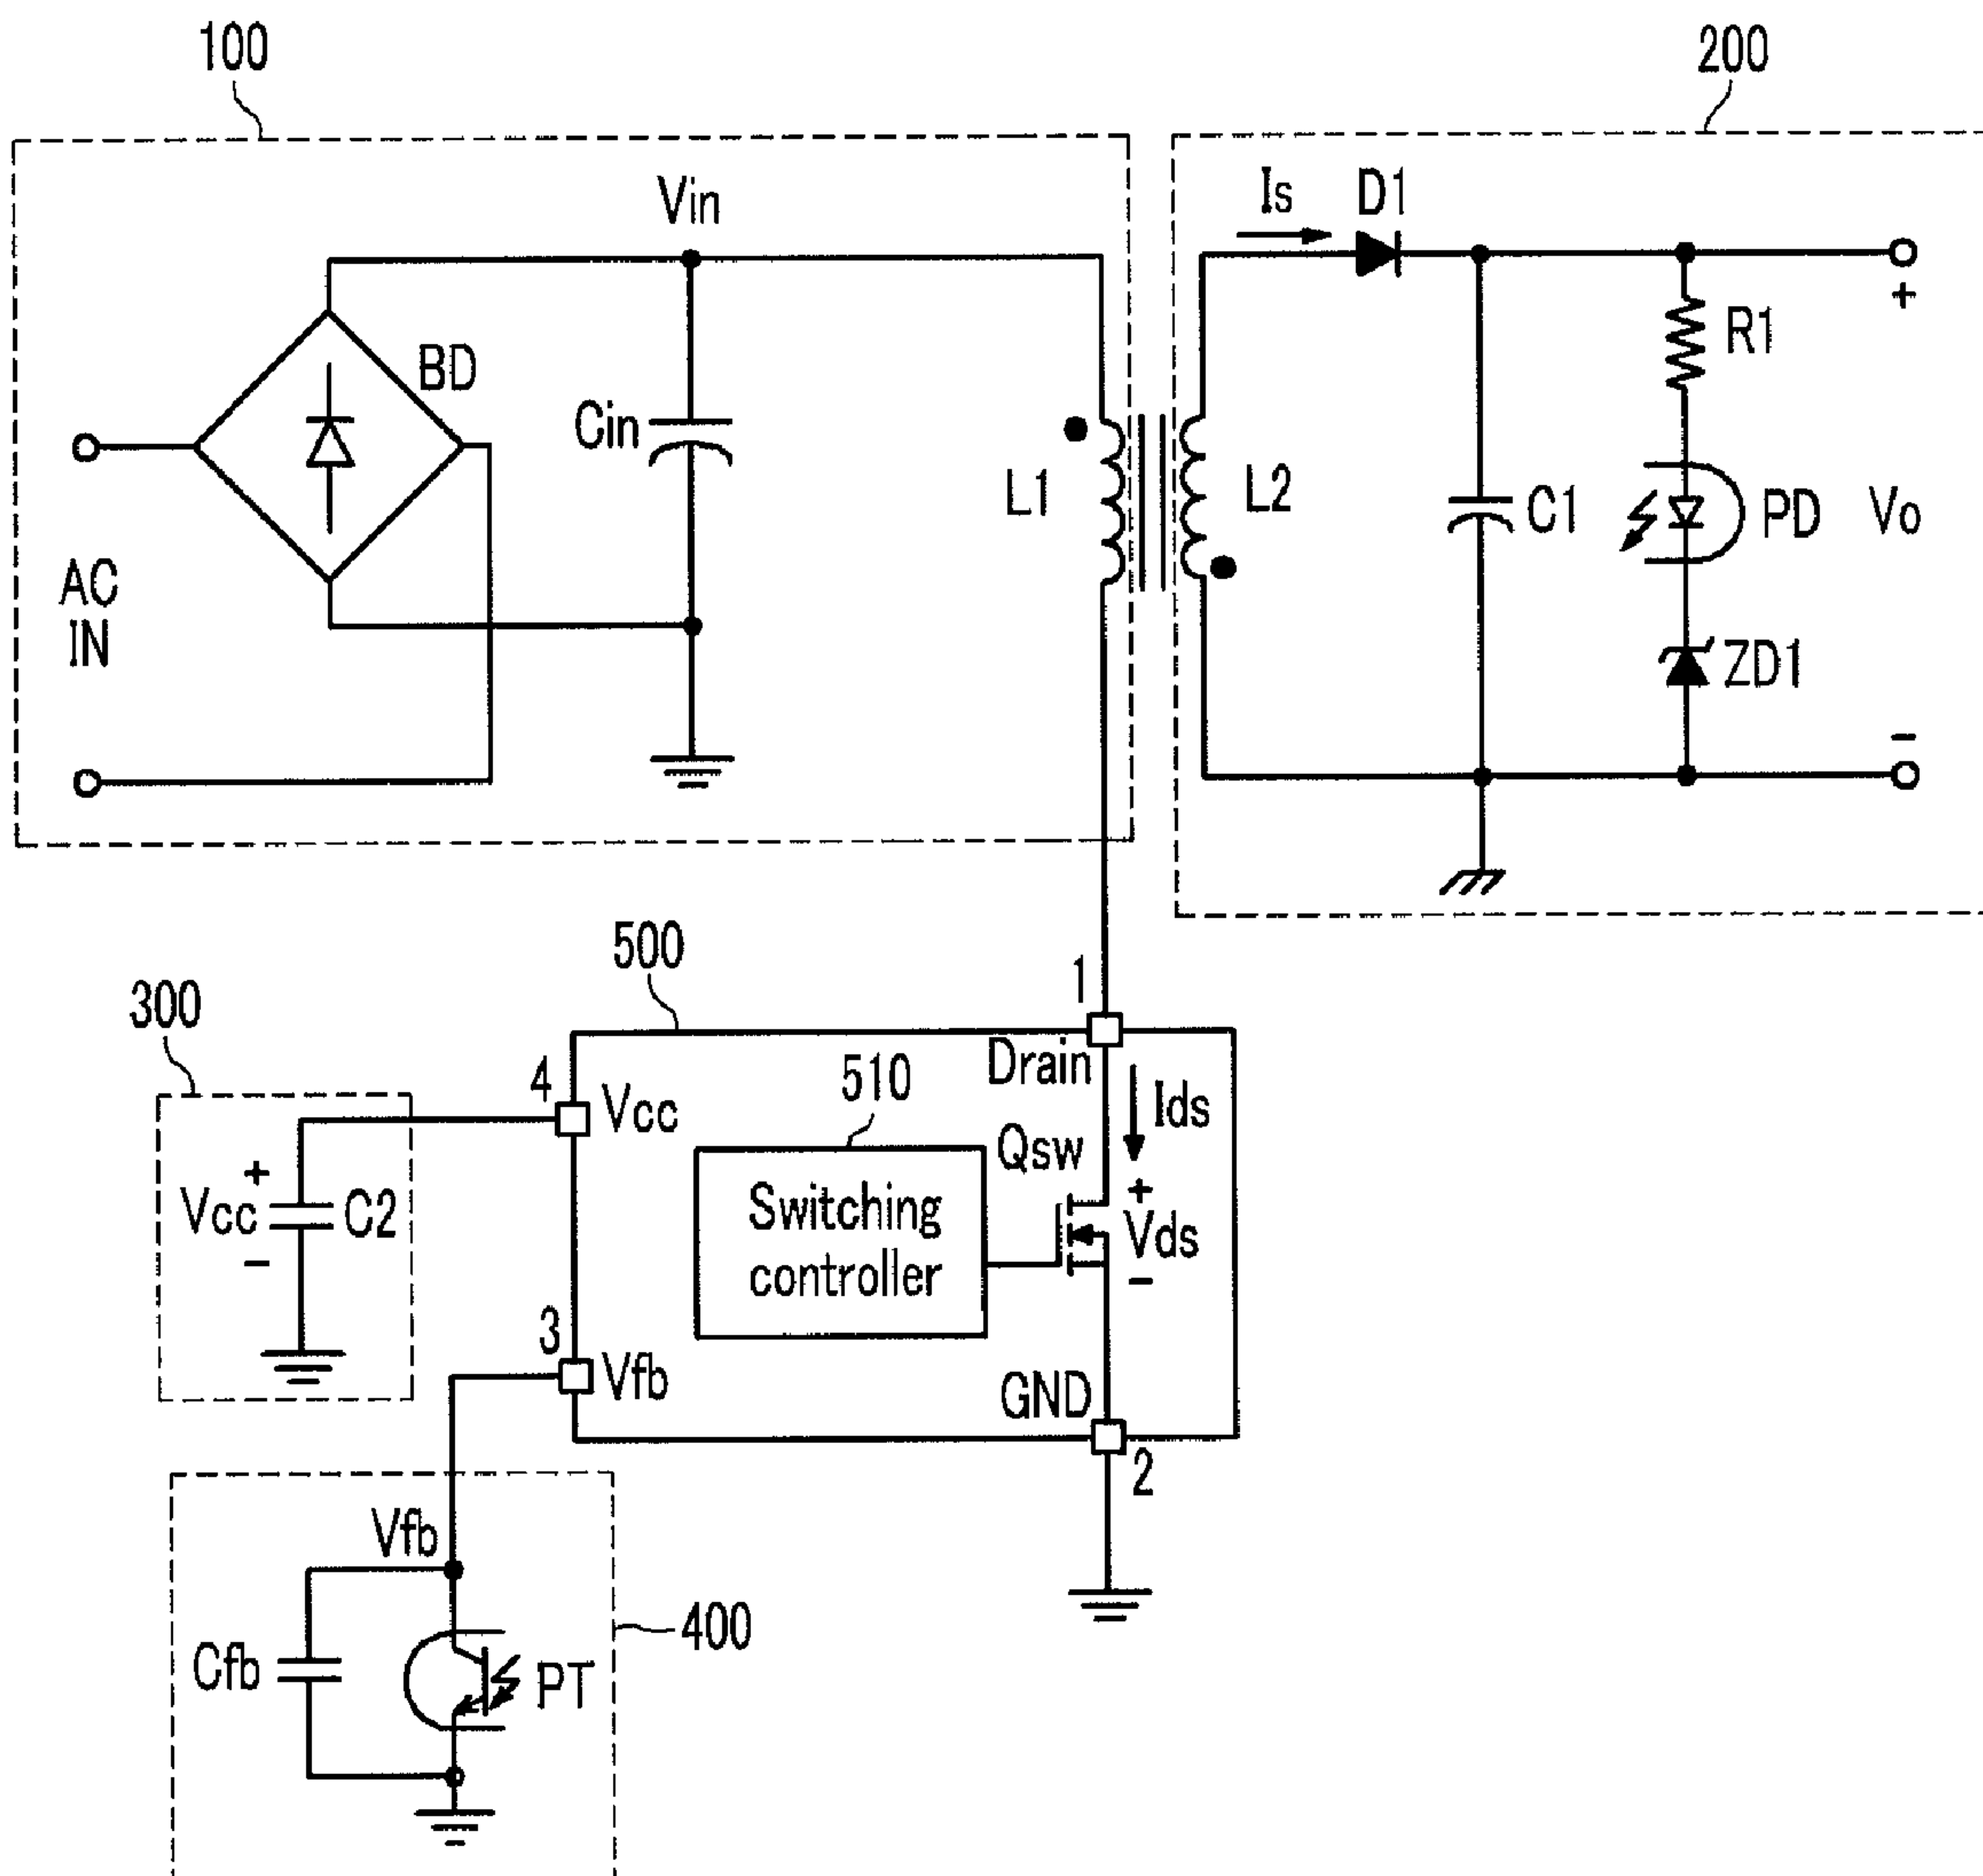 100
200
Vin
Is
D1
+
R1
BD
Cin
L1
L2
C1
PD
Vo
AC
IN
ZD1
-
500
1
300
Drain
510
4
Vcc
Ids
Qsw
+
Vcc
-
C2
Switching
controller
+
Vds
-
3
Vfb
GND
2
Vfb
400
Cfb
PT